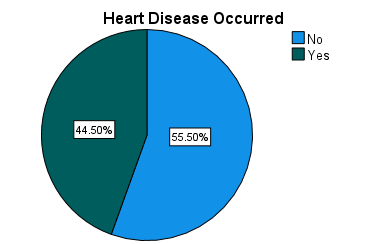 Heart Disease Occurred
No
Yes
44.50%
55.50%